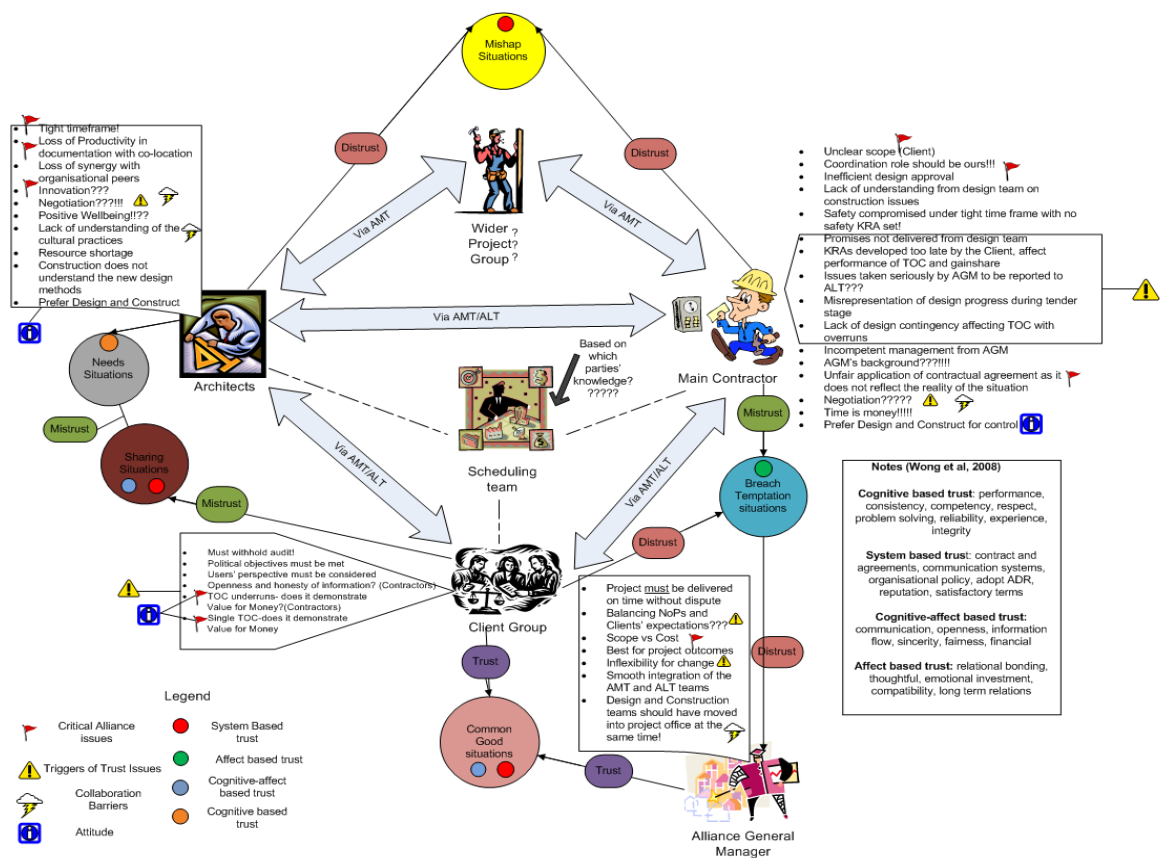 Mishap
Situations
Distrust
Distrust
Tight timeframe!
Loss of Productivity in
documentation with co-location
Loss of synergy with
organisational peers
Innovation???
Negotiation???!!!
Positive Wellbeing!!??
Lack of understanding of the
cultural practices
Resource shortage
Construction does not
understand the new design
methods
Prefer Design and Construct
Via AMT
Via AMT
Wider ?
Project ?
Group ?
Unclear scope (Client)
Coordination role should be ours!!!
Inefficient design approval
Lack of understanding from design team on
construction issues
Safety compromised under tight time frame with no
safety KRA set!
Promises not delivered from design team
KRAs developed too late by the Client, affect
performance of TOC and gainshare
Issues taken seriously by AGM to be reported to
ALT???
Misrepresentation of design progress during tender
stage
Lack of design contingency affecting TOC with
overruns
Incompetent management from AGM
AGM's background???!!!!
Unfair application of contractual agreement as it
does not reflect the reality of the situation
Negotiation?????
Time is money!!!!!
Prefer Design and Construct for control
Via AMT/ALT
Needs
Situations
Architects
Based on
which
parties'
knowledge?
?????
Main Contractor
Mistrust
Mistrust
Sharing
Situations
Mistrust
Via AMT/ALT
Scheduling
team
Via AMT/ALT
Breach
Temptation
situations
Distrust
Notes (Wong et al, 2008)
Cognitive based trust: performance,
consistency, competency, respect,
problem solving, reliability, experience,
integrity
System based trust: contract and
agreements, communication systems,
organisational policy, adopt ADR,
reputation, satisfactory terms
Cognitive-affect based trust:
communication, openness, information
flow, sincerity, fairness, financial
Affect based trust: relational bonding,
thoughtful, emotional investment,
compatibility, long term relations
Must withhold audit!
Political objectives must be met
Users' perspective must be considered
Openness and honesty of information? (Contractors)
TOC underruns- does it demonstrate
Value for Money?(Contractors)
Single TOC-does it demonstrate
Value for Money
Client Group
Project must be delivered
on time without dispute
Balancing NoPs and
Clients' expectations???
Scope vs Cost
Best for project outcomes
Inflexibility for change
Smooth integration of the
AMT and ALT teams
Design and Construction
teams should have moved
into project office at the
same time!
Distrust
Trust
Common
Good
situations
Trust
Alliance General
Manager
Legend
Critical Alliance
issues
Triggers of Trust Issues
Collaboration
Barriers
Attitude
System Based
trust
Affect based trust
Cognitive-affect
based trust
Cognitive based
trust